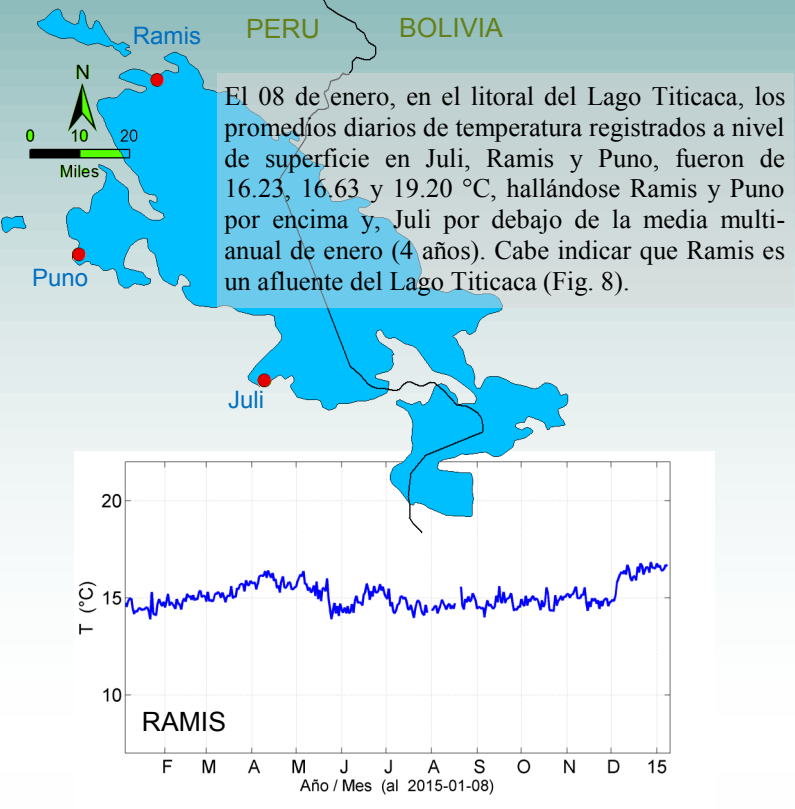 PERU
BOLIVIA
Ramis
N
0 10 20
Miles
El 08 de enero, en el litoral del Lago Titicaca, los
promedios diarios de temperatura registrados a nivel
de superficie en Juli, Ramis y Puno, fueron de
16.23, 16.63 y 19.20 °C, hallándose Ramis y Puno
por encima y, Juli por debajo de la media multi-
anual de enero (4 años). Cabe indicar que Ramis es
un afluente del Lago Titicaca (Fig. 8).
Puno
Juli
20
15
10
T (°C)
RAMIS
F M A M J J A S O N D 15
Año / Mes (al 2015-01-08)